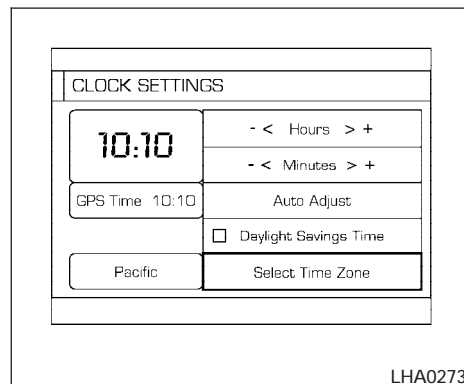 CLOCK SETTINGS
10:10
- < Hours > +
- < Minutes > +
GPS Time 10:10
Auto Adjust
Daylight Savings Time
Pacific
Select Time Zone
LHA0273